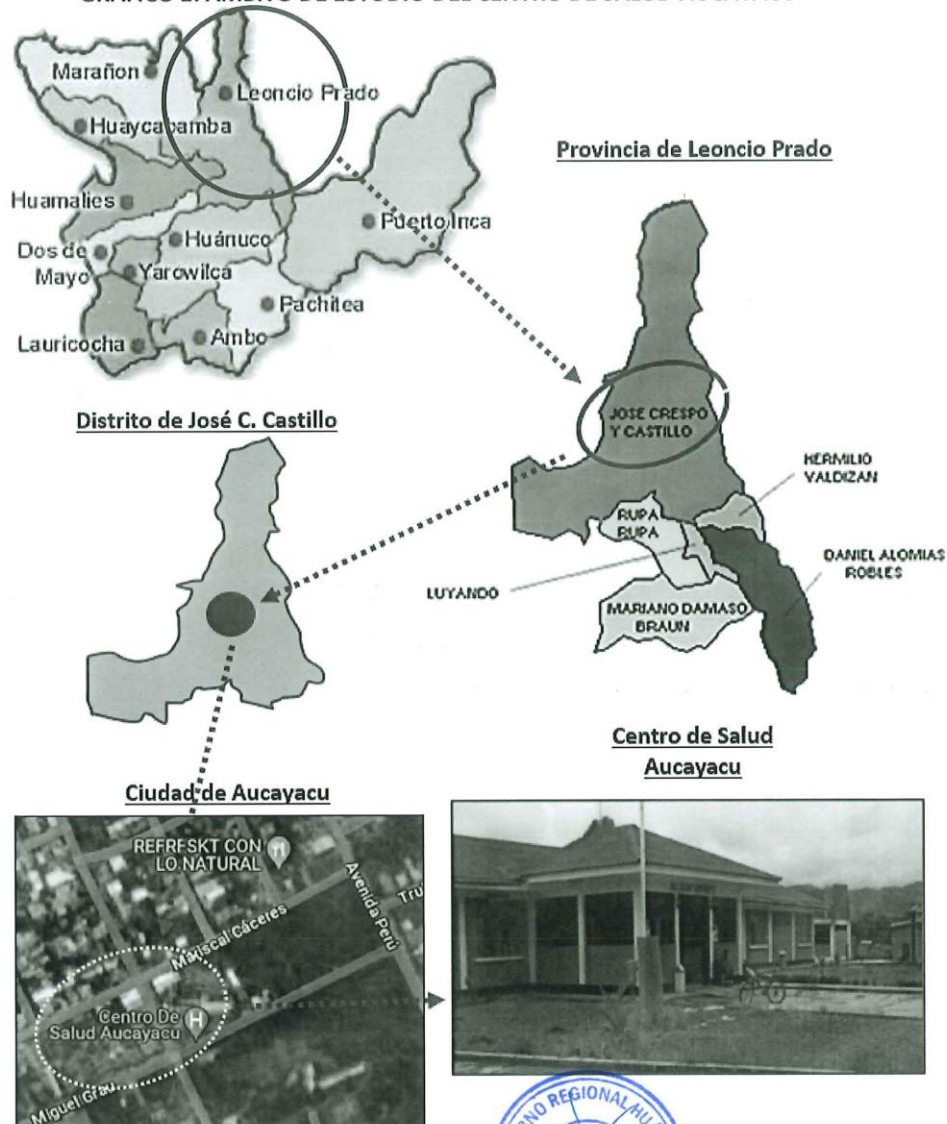 Marañon
Leoncio Prado
Huaycabamba
Huamalies
Puerto Inca
Dos de
Mayo
Huánuco
Yarowilca
Pachitea
Lauricocha
Ambo
Provincia de Leoncio Prado
JOSE CRESPO
Y CASTILLO
HERMILIO
VALDIZAN
RUPA
RUPA
DANIEL ALOMIAS
ROBLES
LUYANDO
MARIANO DAMASO
BRAUN
Distrito de José C. Castillo
Centro de Salud
Aucayacu
Ciudad de Aucayacu
REFRESKT CON
LO NATURAL
Avenida Perú
Tru
Mariscal Cáceres
Centro De
Salud Aucayacu
H
Miguel Grau
REGIONAL